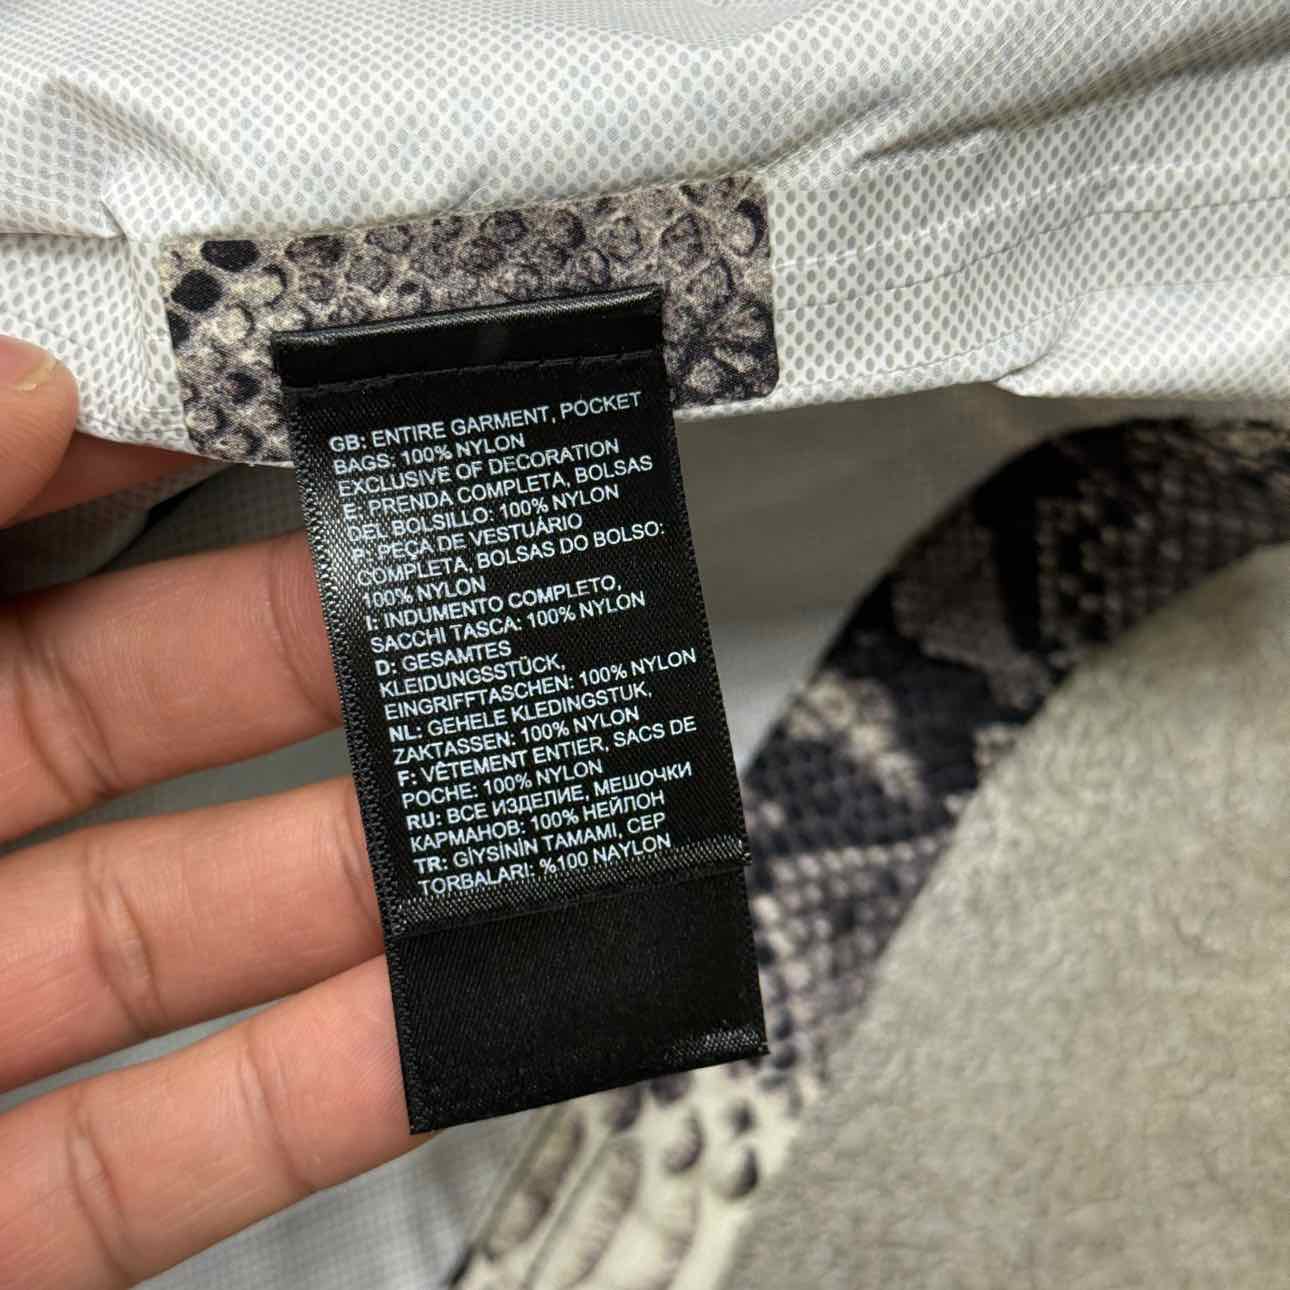 GB: ENTIRE GARMENT, POCKET
BAGS: 100% NYLON
EXCLUSIVE OF DECORATION
E: PRENDA COMPLETA, BOLSAS
DEL BOLSILLO: 100% NYLON
P: PEÇA DE VESTUÁRIO
COMPLETA, BOLSAS DO BOLSO:
100% NYLON
I: INDUMENTO COMPLETO,
SACCHI TASCA: 100% NYLON
D: GESAMTES
KLEIDUNGSSTÜCK,
EINGRIFFTASCHEN: 100% NYLON
NL: GEHELE KLEDINGSTUK,
ZAKTASSEN: 100% NYLON
F: VÊTEMENT ENTIER, SACS DE
POCHE: 100% NYLON
RU: ВСЕ ИЗДЕЛИЕ, МЕШОЧКИ
КАРМАНОВ: 100% НЕЙЛОН
TR: GİYSİNİN TAMAMI, CEP
TORBALARI: %100 NAYLON